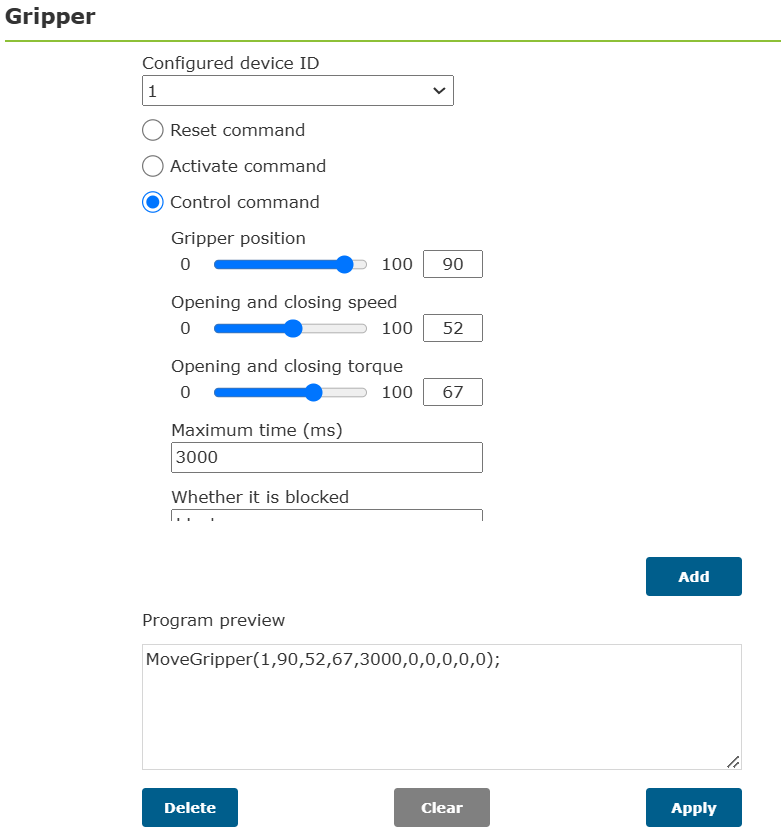 Gripper
Configured device ID
1
Reset command
Activate command
Control command
Gripper position
0 100 90
Opening and closing speed
0 100 52
Opening and closing torque
0 100 67
Maximum time (ms)
3000
Whether it is blocked
Add
Program preview
MoveGripper(1,90,52,67,3000,0,0,0,0,0);
Delete Clear Apply